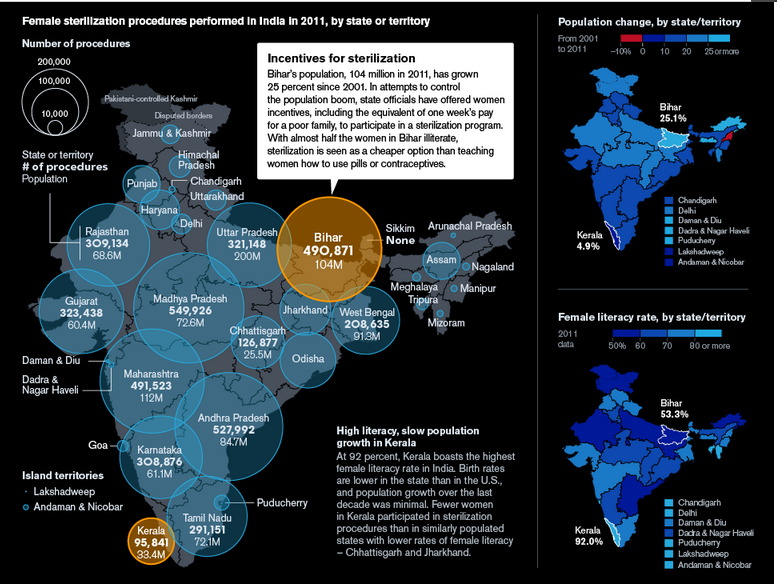 Female sterilization procedures performed in India in 2011, by state or territory
Number of procedures
200,000
100,000
10,000
State or territory
# of procedures
Population
Incentives for sterilization
Bihar's population, 104 million in 2011, has grown
25 percent since 2001. In attempts to control
the population boom, state officials have offered women
incentives, including the equivalent of one week's pay
for a poor family, to participate in a sterilization program.
With almost half the women in Bihar illiterate,
sterilization is seen as a cheaper option than teaching
women how to use pills or contraceptives.
Pakistani-controlled Kashmir
Disputed borders
Jammu & Kashmir
Himachal
Pradesh
Punjab
Chandigarh
Uttarakhand
Haryana
Delhi
Rajasthan
309,134
68.6M
Uttar Pradesh
321,148
200M
Bihar
490,871
104M
Sikkim
None
Arunachal Pradesh
Assam
Nagaland
Meghalaya
Manipur
Tripura
Mizoram
Gujarat
323,438
60.4M
Madhya Pradesh
549,926
72.6M
Jharkhand
West Bengal
208,635
91.3M
Chhattisgarh
126,877
25.5M
Odisha
Daman & Diu
Dadra &
Nagar Haveli
Maharashtra
491,523
112M
Andhra Pradesh
527,992
84.7M
Goa
Karnataka
308,876
61.1M
Island territories
Lakshadweep
Andaman & Nicobar
Puducherry
Tamil Nadu
291,151
72.1M
Kerala
95,841
33.4M
High literacy, slow population
growth in Kerala
At 92 percent, Kerala boasts the highest
female literacy rate in India. Birth rates
are lower in the state than in the U.S.,
and population growth over the last
decade was minimal. Fewer women
in Kerala participated in sterilization
procedures than in similarly populated
states with lower rates of female literacy
– Chhattisgarh and Jharkhand.
Population change, by state/territory
From 2001
to 2011
–10% 0 10 20 25 or more
Bihar
25.1%
Kerala
4.9%
Chandigarh
Delhi
Daman & Diu
Dadra & Nagar Haveli
Puducherry
Lakshadweep
Andaman & Nicobar
Female literacy rate, by state/territory
2011
data
50% 60 70 80 or more
Bihar
53.3%
Kerala
92.0%
Chandigarh
Delhi
Daman & Diu
Dadra & Nagar Haveli
Puducherry
Lakshadweep
Andaman & Nicobar